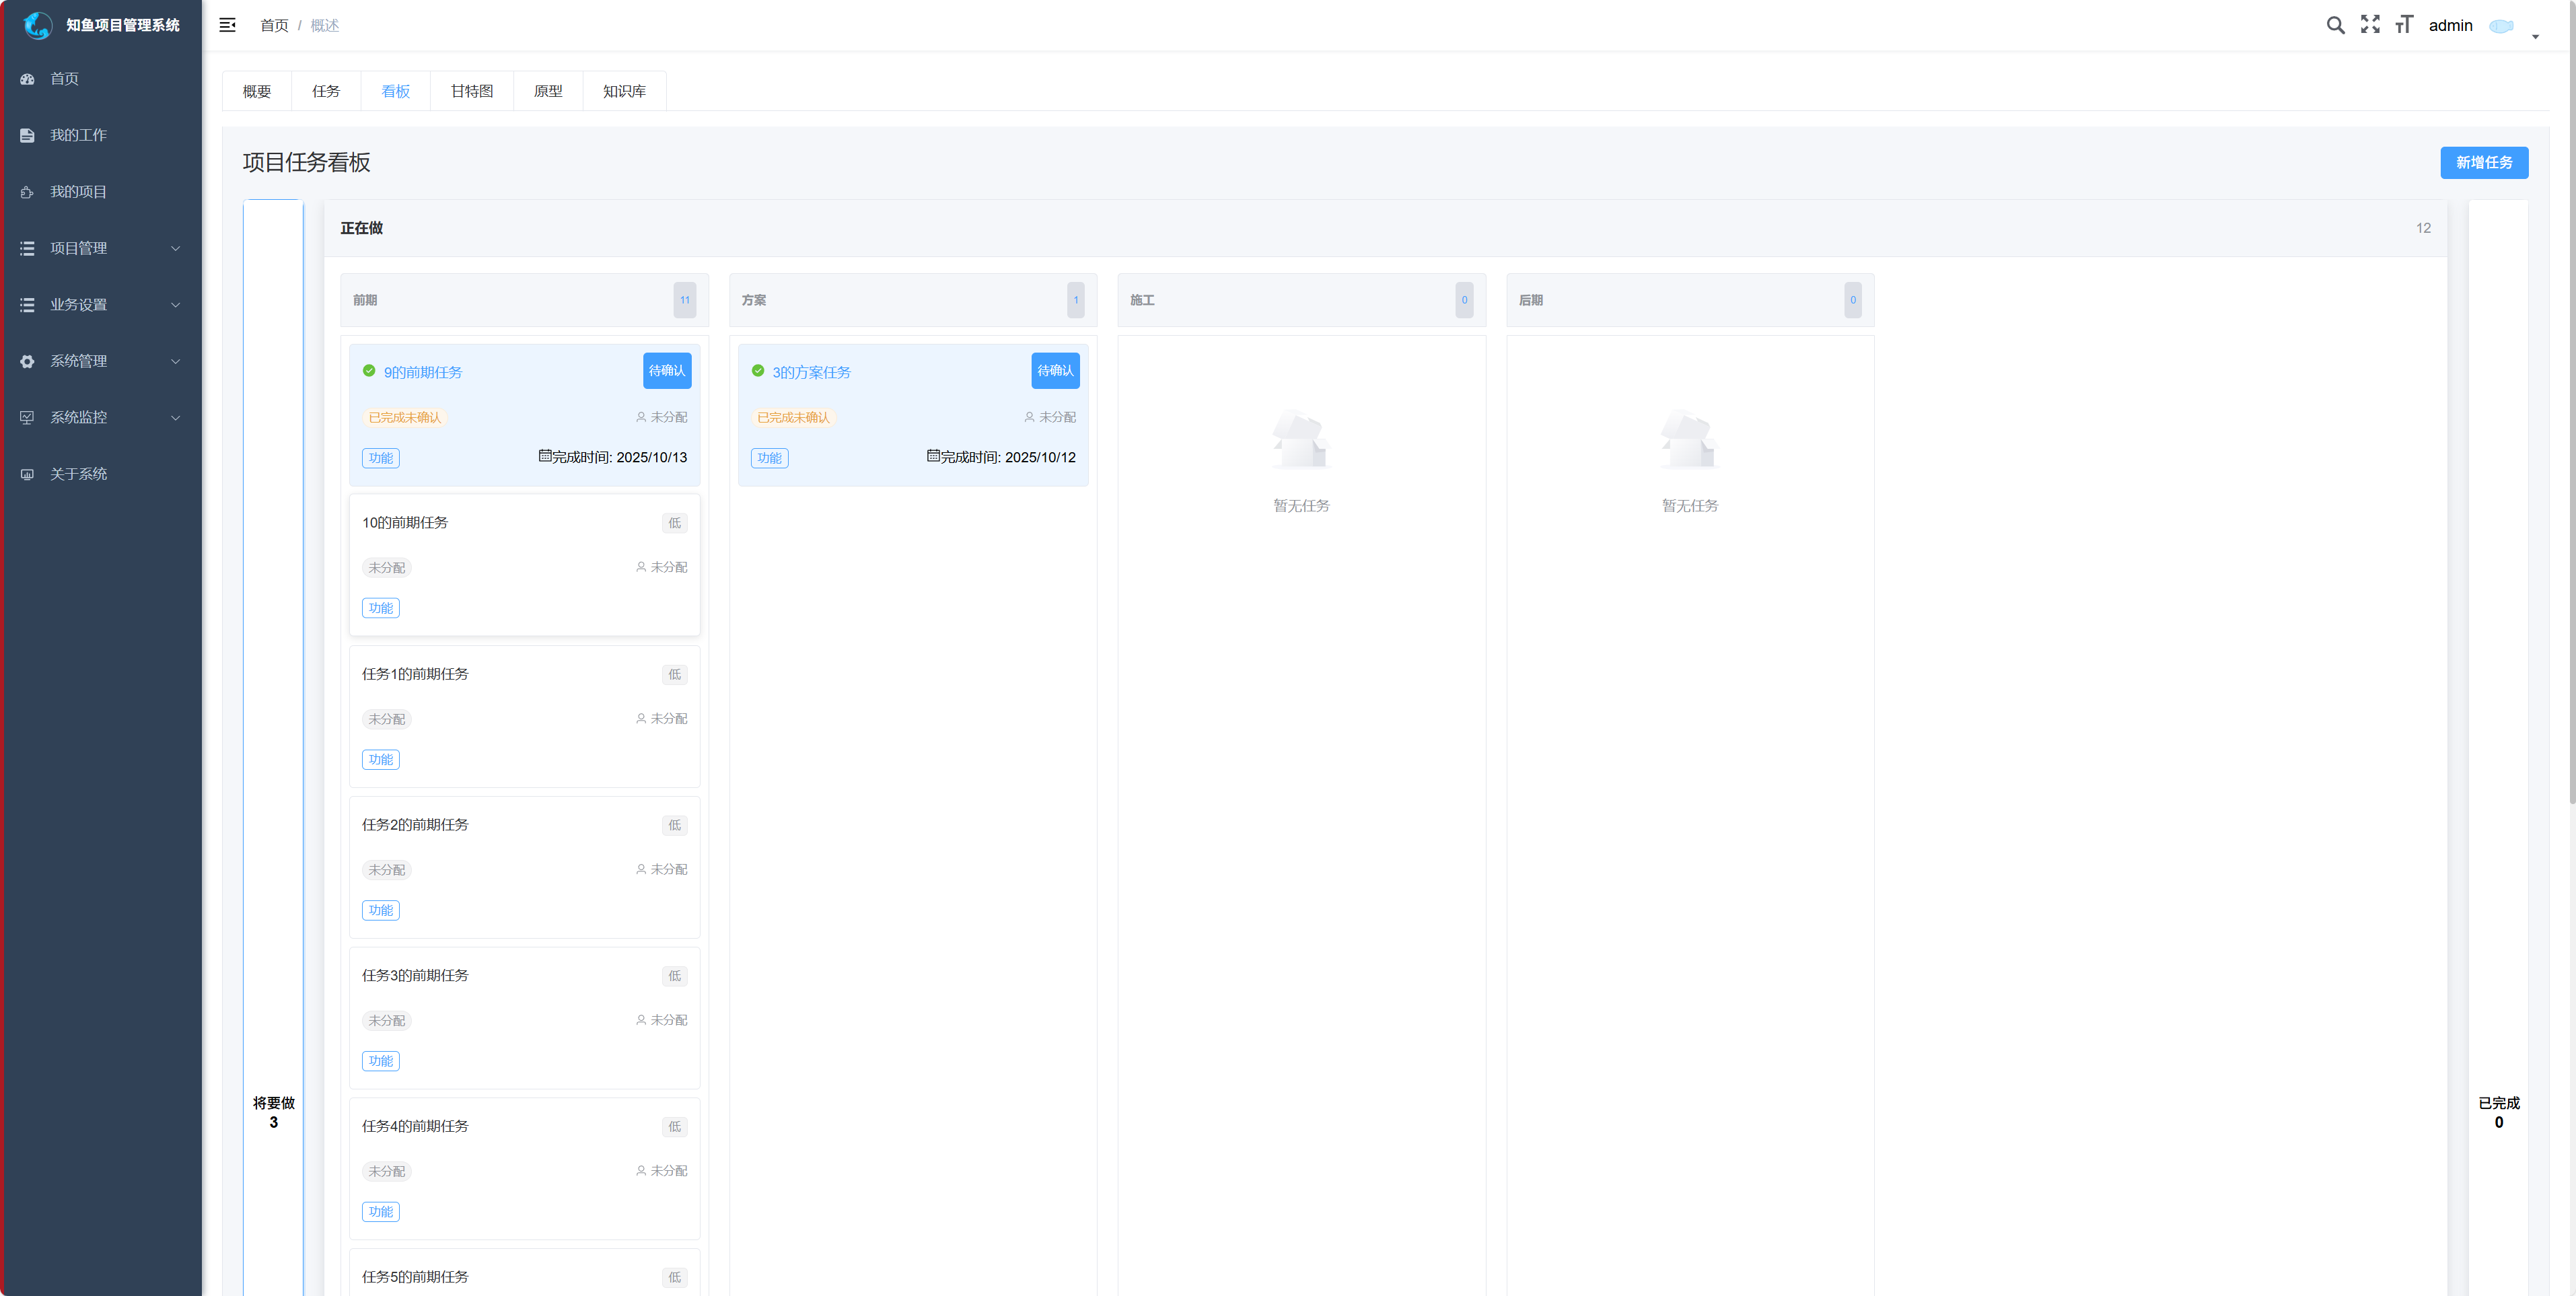 知鱼项目管理系统
首页 / 概述
admin
首页
我的工作
我的项目
项目管理
业务设置
系统管理
系统监控
关于系统
概要
任务
看板
甘特图
原型
知识库
项目任务看板
新增任务
将要做
3
正在做
12
前期
11
9的前期任务
待确认
已完成未确认
未分配
功能
完成时间: 2025/10/13
10的前期任务
低
未分配
未分配
功能
任务1的前期任务
低
未分配
未分配
功能
任务2的前期任务
低
未分配
未分配
功能
任务3的前期任务
低
未分配
未分配
功能
任务4的前期任务
低
未分配
未分配
功能
任务5的前期任务
低
方案
1
3的方案任务
待确认
已完成未确认
未分配
功能
完成时间: 2025/10/12
施工
0
暂无任务
后期
0
暂无任务
已完成
0